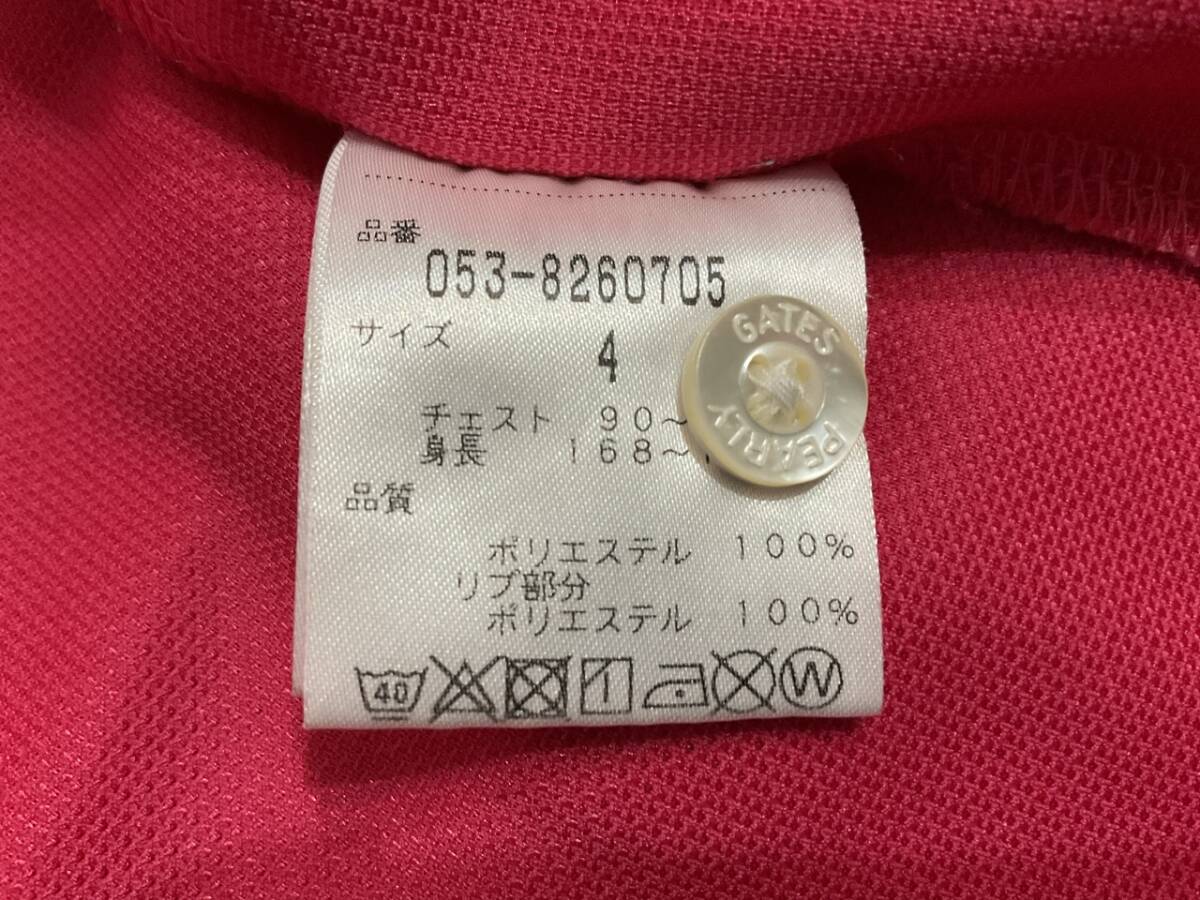 品番
053-8260705
サイズ 4
チェスト 90~
身長 168~
品質
ポリエステル 100%
リブ部分
ポリエステル 100%
40
W
GATES
PEARLY